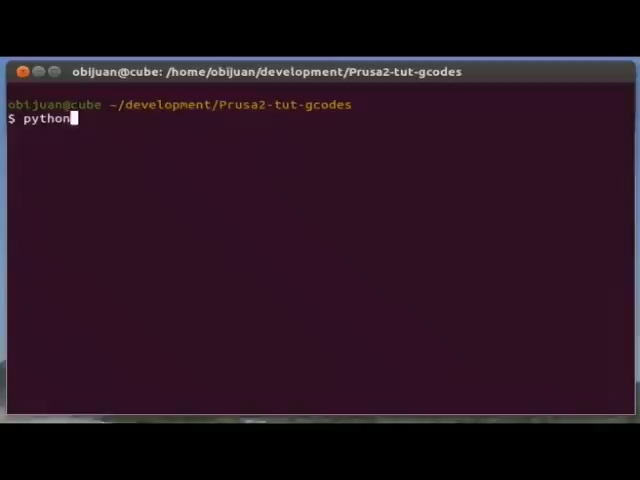 obijuan@cube: /home/obijuan/development/Prusa2-tut-gcodes
obijuan@cube ~/development/Prusa2-tut-gcodes
$ python